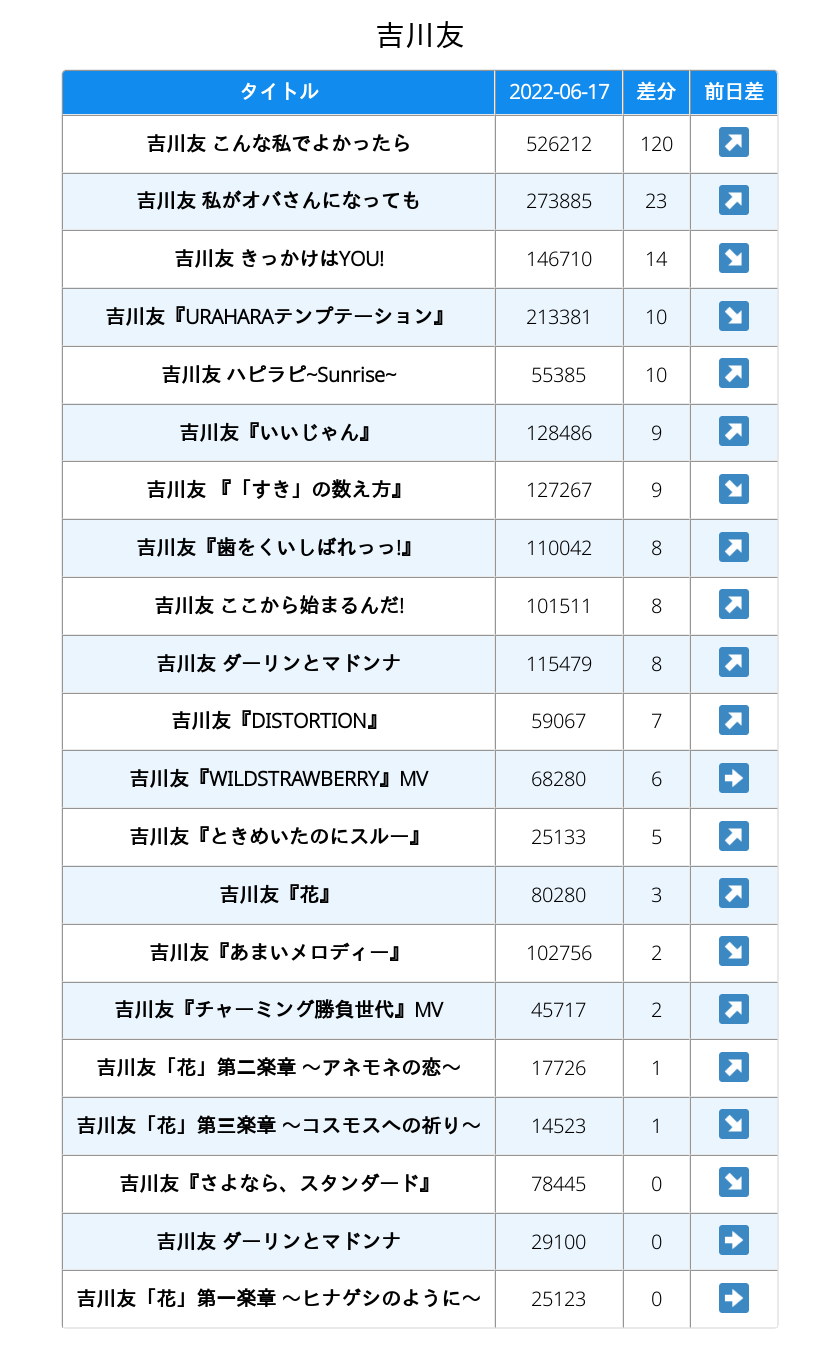 吉川友
タイトル 2022-06-17 差分 前日差
吉川友 こんな私でよかったら 526212 120 ↗
吉川友 私がオバさんになっても 273885 23 ↗
吉川友 きっかけはYOU! 146710 14 ↘
吉川友『URAHARAテンプテーション』 213381 10 ↘
吉川友 ハピラピ~Sunrise~ 55385 10 ↗
吉川友『いいじゃん』 128486 9 ↗
吉川友 『「すき」の数え方』 127267 9 ↘
吉川友『歯をくいしばれっっ!』 110042 8 ↗
吉川友 ここから始まるんだ! 101511 8 ↗
吉川友 ダーリンとマドンナ 115479 8 ↗
吉川友『DISTORTION』 59067 7 ↗
吉川友『WILDSTRAWBERRY』MV 68280 6 ➡
吉川友『ときめいたのにスルー』 25133 5 ↗
吉川友『花』 80280 3 ↗
吉川友『あまいメロディー』 102756 2 ↘
吉川友『チャーミング勝負世代』MV 45717 2 ↗
吉川友「花」第二楽章 〜アネモネの恋〜 17726 1 ↗
吉川友「花」第三楽章 〜コスモスへの祈り〜 14523 1 ↘
吉川友『さよなら、スタンダード』 78445 0 ↘
吉川友 ダーリンとマドンナ 29100 0 ➡
吉川友「花」第一楽章 〜ヒナゲシのように〜 25123 0 ➡